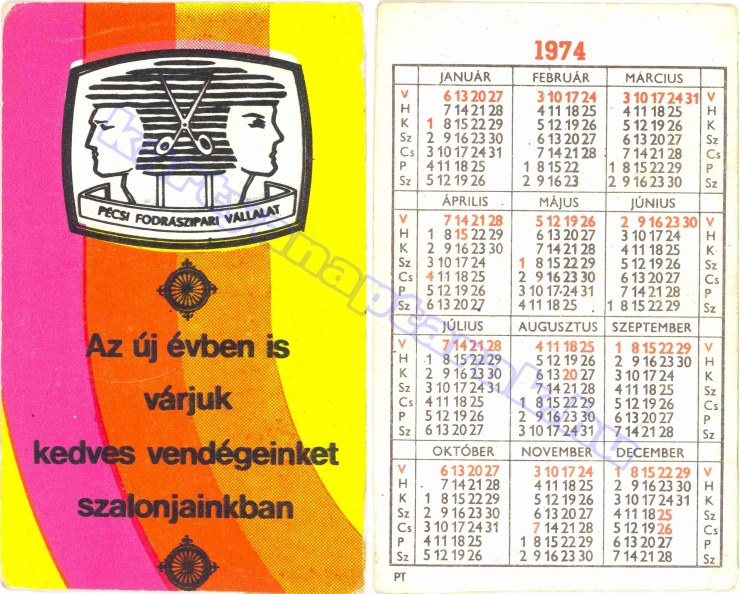 PÉCSI FODRÁSZIPARI VÁLLALAT
Az új évben is
várjuk
kedves vendégeinket
szalonjainkban
kartyanaptarok.hu
1974
JANUÁR FEBRUÁR MÁRCIUS
V 6 13 20 27 3 10 17 24 3 10 17 24 31 V
H 7 14 21 28 4 11 18 25 4 11 18 25 H
K 1 8 15 22 29 5 12 19 26 5 12 19 26 K
Sz 2 9 16 23 30 6 13 20 27 6 13 20 27 Sz
Cs 3 10 17 24 31 7 14 21 28 7 14 21 28 Cs
P 4 11 18 25 1 8 15 22 1 8 15 22 29 P
Sz 5 12 19 26 2 9 16 23 2 9 16 23 30 Sz
ÁPRILIS MÁJUS JÚNIUS
V 7 14 21 28 5 12 19 26 2 9 16 23 30 V
H 1 8 15 22 29 6 13 20 27 3 10 17 24 H
K 2 9 16 23 30 7 14 21 28 4 11 18 25 K
Sz 3 10 17 24 1 8 15 22 29 5 12 19 26 Sz
Cs 4 11 18 25 2 9 16 23 30 6 13 20 27 Cs
P 5 12 19 26 3 10 17 24 31 7 14 21 28 P
Sz 6 13 20 27 4 11 18 25 1 8 15 22 29 Sz
JÚLIUS AUGUSZTUS SZEPTEMBER
V 7 14 21 28 4 11 18 25 1 8 15 22 29 V
H 1 8 15 22 29 5 12 19 26 2 9 16 23 30 H
K 2 9 16 23 30 6 13 20 27 3 10 17 24 K
Sz 3 10 17 24 31 7 14 21 28 4 11 18 25 Sz
Cs 4 11 18 25 1 8 15 22 29 5 12 19 26 Cs
P 5 12 19 26 2 9 16 23 30 6 13 20 27 P
Sz 6 13 20 27 3 10 17 24 31 7 14 21 28 Sz
OKTÓBER NOVEMBER DECEMBER
V 6 13 20 27 3 10 17 24 1 8 15 22 29 V
H 7 14 21 28 4 11 18 25 2 9 16 23 30 H
K 1 8 15 22 29 5 12 19 26 3 10 17 24 31 K
Sz 2 9 16 23 30 6 13 20 27 4 11 18 25 Sz
Cs 3 10 17 24 31 7 14 21 28 5 12 19 26 Cs
P 4 11 18 25 1 8 15 22 29 6 13 20 27 P
Sz 5 12 19 26 2 9 16 23 30 7 14 21 28 Sz
PT